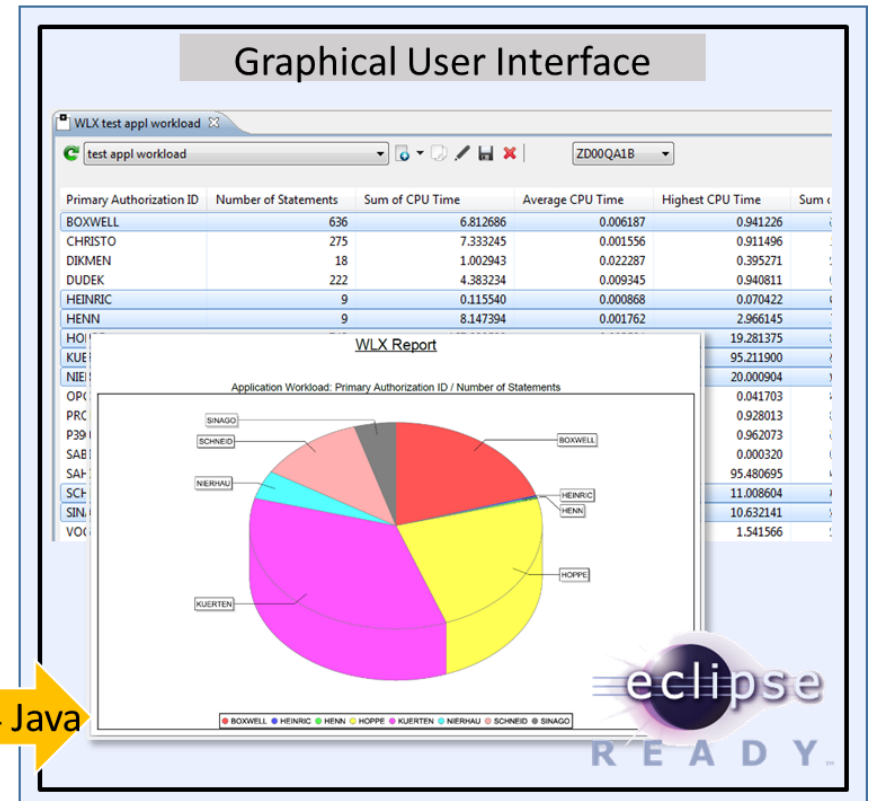 Graphical User Interface
WLX test appl workload
test appl workload ZD00QA1B
Primary Authorization ID Number of Statements Sum of CPU Time Average CPU Time Highest CPU Time Sum
BOXWELL 636 6.812686 0.006187 0.941226
CHRISTO 275 7.333245 0.001556 0.911496
DIKMEN 18 1.002943 0.022287 0.395271
DUDEK 222 4.383234 0.009345 0.940811
HEINRIC 9 0.115540 0.000868 0.070422
HENN 9 8.147394 0.001762 2.966145
19.281375
95.211900
20.000904
0.041703
0.928013
0.962073
0.000320
95.480695
11.008604
10.632141
1.541566
WLX Report
Application Workload: Primary Authorization ID / Number of Statements
SINAGO
SCHNEID
BOXWELL
NIERHAU
HEINRIC
HENN
HOPPE
KUERTEN
BOXWELL HEINRIC HENN HOPPE KUERTEN NIERHAU SCHNEID SINAGO
Java
eclipse
READY